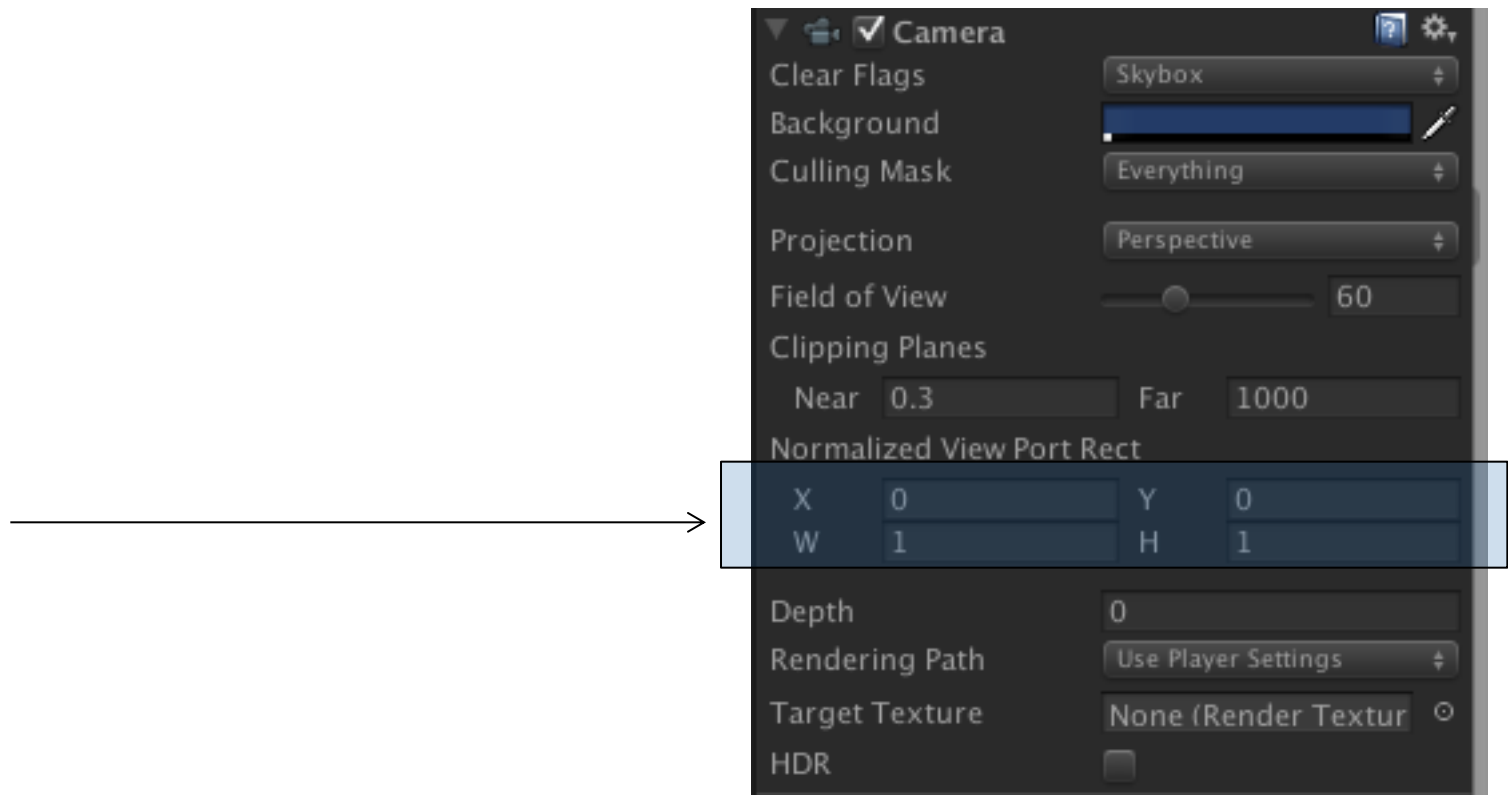 Camera
Clear Flags Skybox
Background
Culling Mask Everything
Projection Perspective
Field of View 60
Clipping Planes
Near 0.3 Far 1000
Normalized View Port Rect
X 0 Y 0
W 1 H 1
Depth 0
Rendering Path Use Player Settings
Target Texture None (Render Textur
HDR